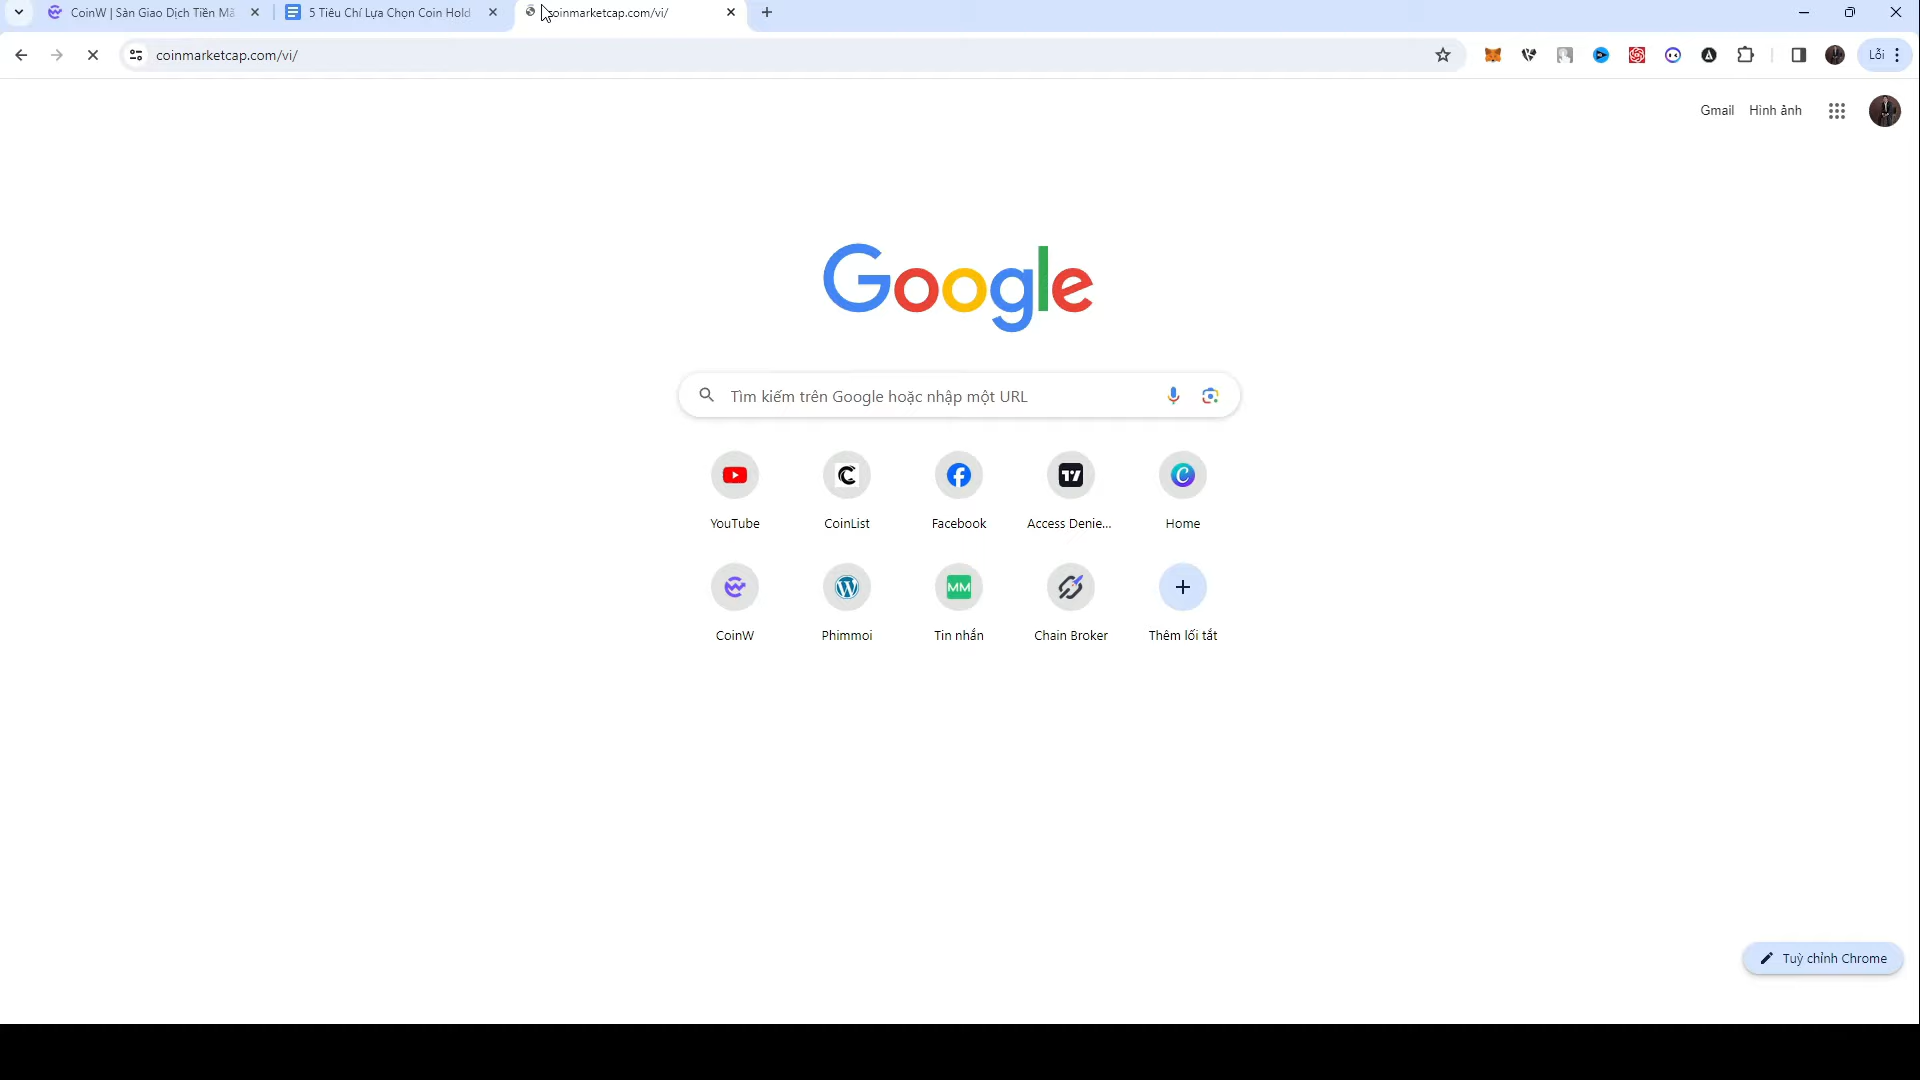 CoinW | Sàn Giao Dịch Tiền Mã
5 Tiêu Chí Lựa Chọn Coin Hold
coinmarketcap.com/vi/
coinmarketcap.com/vi/
Lỗi
Gmail
Hình ảnh
Google
Tìm kiếm trên Google hoặc nhập một URL
YouTube
CoinList
Facebook
Access Denie...
Home
CoinW
Phimmoi
Tin nhắn
Chain Broker
Thêm lối tắt
MM
Tuỳ chỉnh Chrome